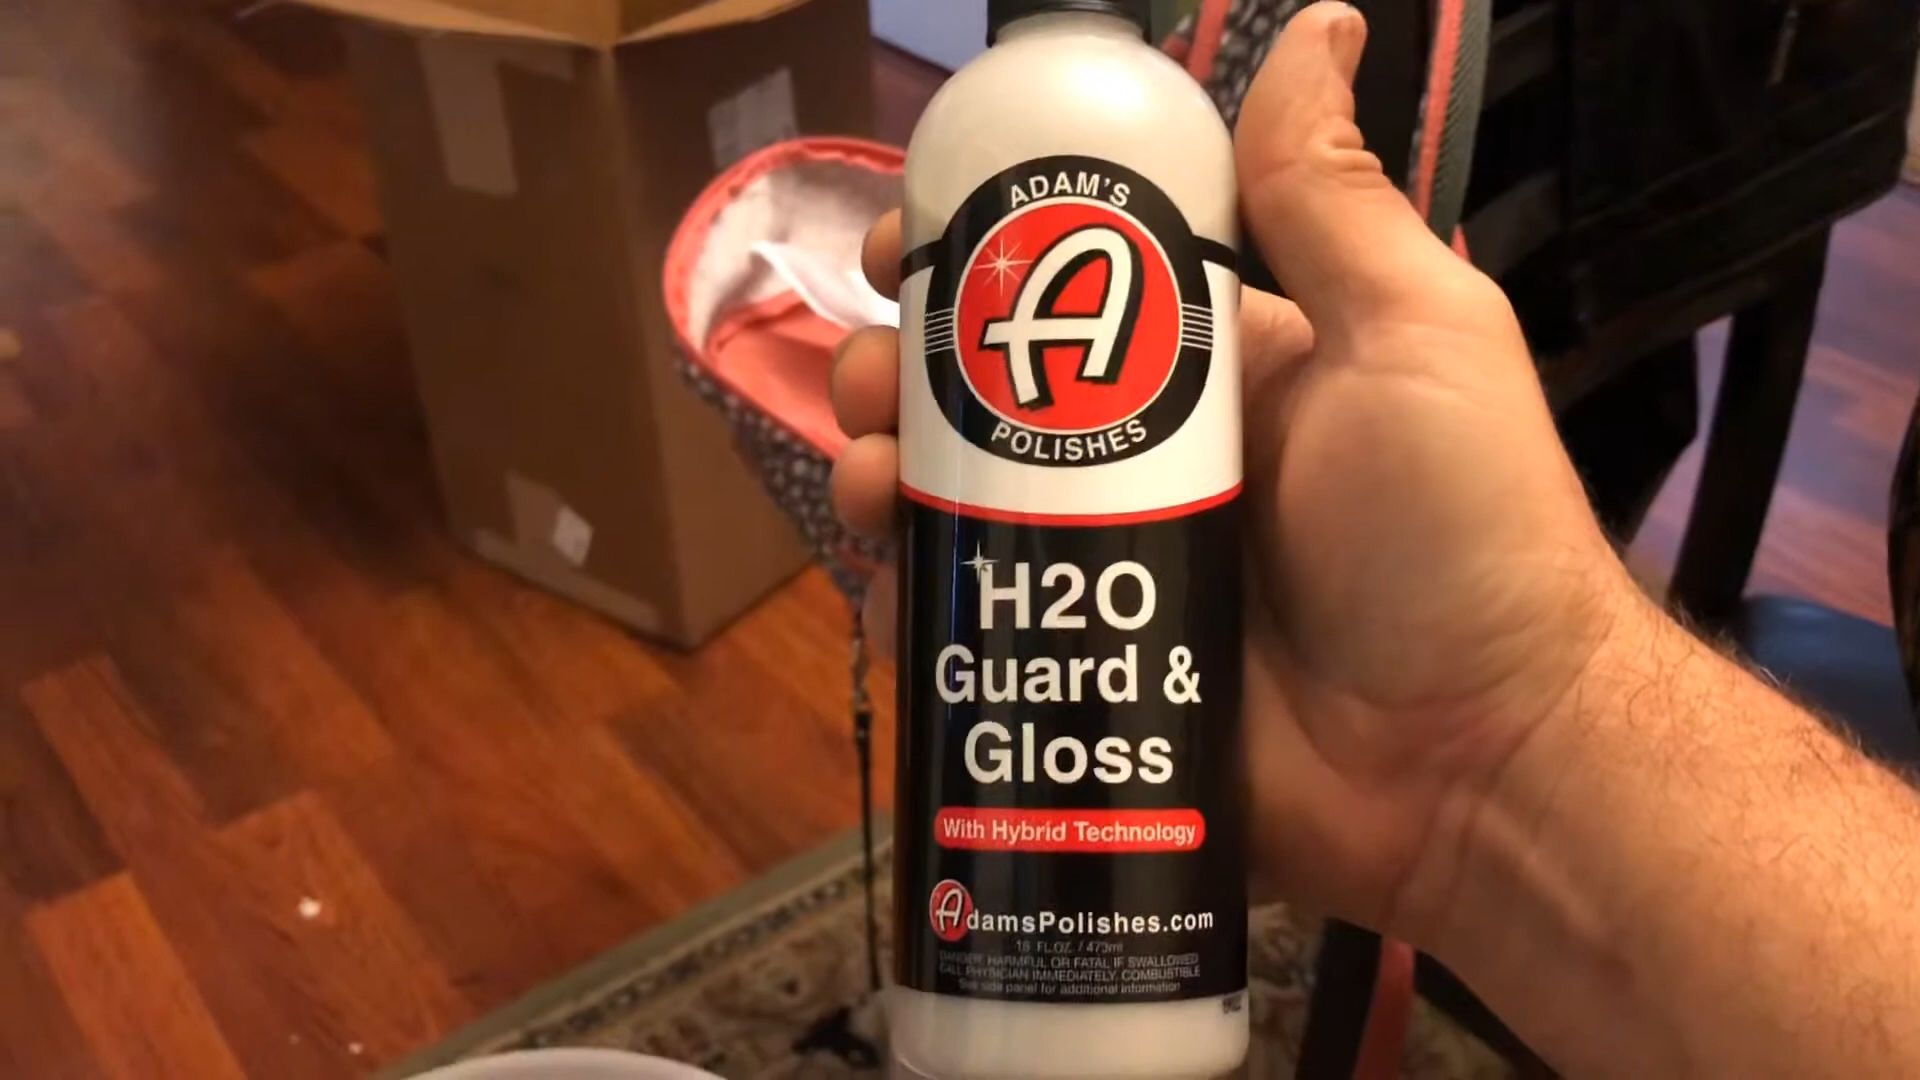 ADAM'S
A
POLISHES
H2O
Guard &
Gloss
With Hybrid Technology
AdamsPolishes.com
16 FL.OZ. / 473ml
DANGER: HARMFUL OR FATAL IF SWALLOWED
CALL PHYSICIAN IMMEDIATELY. COMBUSTIBLE
See side panel for additional information